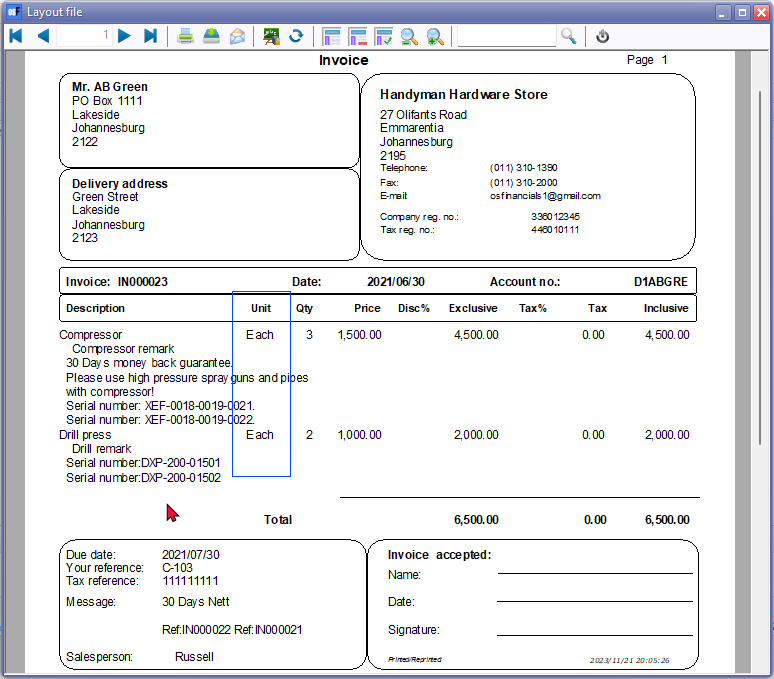 Layout file
1
Invoice
Page 1
Mr. AB Green
PO Box 1111
Lakeside
Johannesburg
2122
Handyman Hardware Store
27 Olifants Road
Emmarentia
Johannesburg
2195
Telephone: (011) 310-1390
Fax: (011) 310-2000
E-mait osfinancials1@gmail.com
Company reg. no.: 336012345
Tax reg. no.: 446010111
Delivery address
Green Street
Lakeside
Johannesburg
2123
Invoice: IN000023 Date: 2021/06/30 Account no.: D1ABGRE
Description Unit Qty Price Disc% Exclusive Tax% Tax Inclusive
Compressor Each 3 1,500.00 4,500.00 0.00 4,500.00
Compressor remark
30 Days money back guarantee.
Please use high pressure spray guns and pipes
with compressor!
Serial number: XEF-0018-0019-0021.
Serial number: XEF-0018-0019-0022.
Drill press Each 2 1,000.00 2,000.00 0.00 2,000.00
Drill remark
Serial number:DXP-200-01501
Serial number:DXP-200-01502
Total 6,500.00 0.00 6,500.00
Due date: 2021/07/30
Your reference: C-103
Tax reference: 111111111
Message: 30 Days Nett
Ref:IN000022 Ref:IN000021
Salesperson: Russell
Invoice accepted:
Name:
Date:
Signature:
Printed/Reprinted 2023/11/21 20:05:26